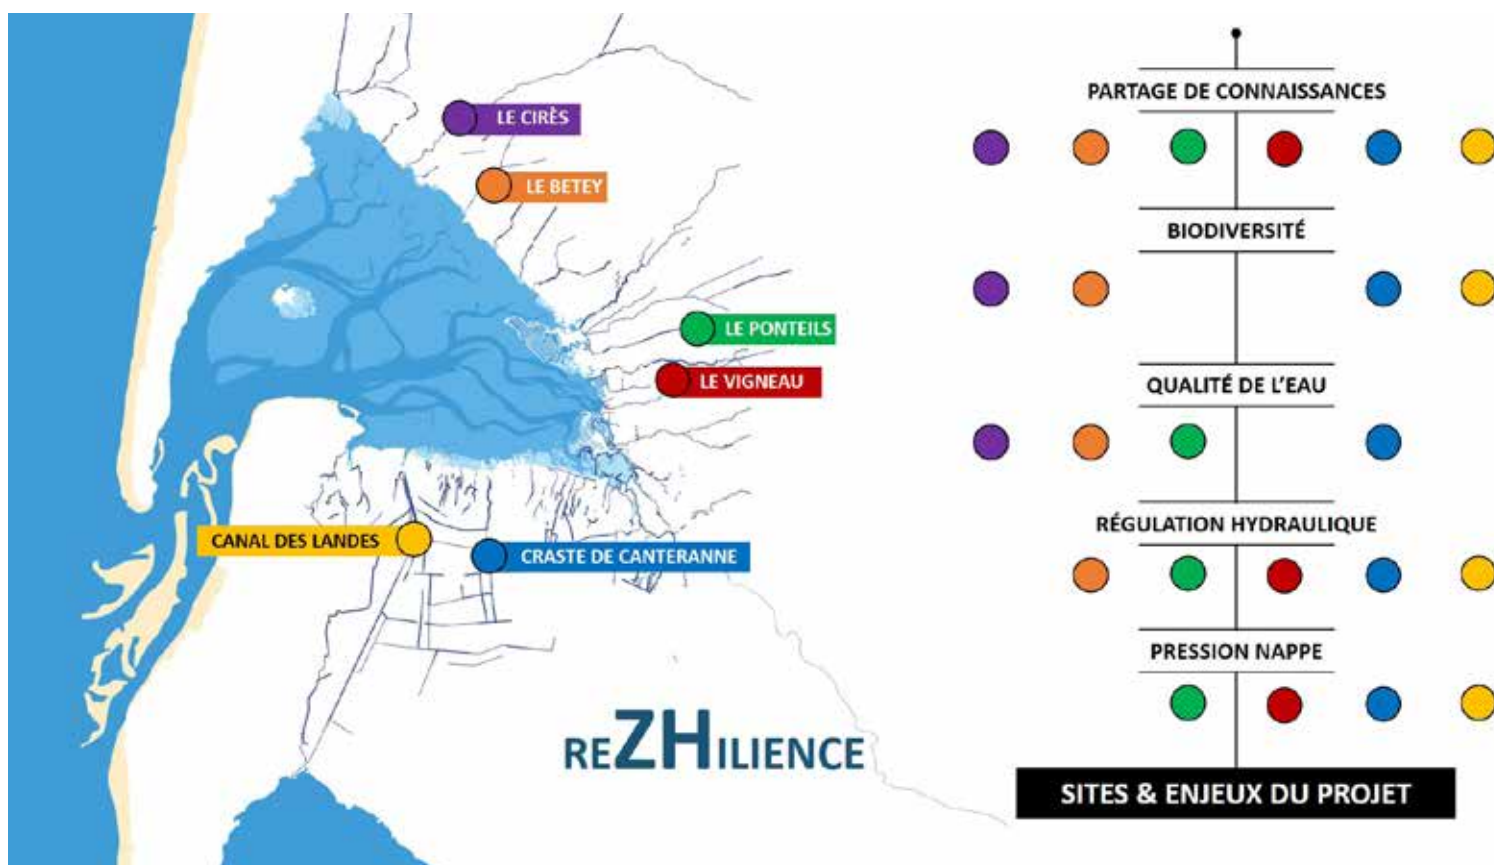 LE CIRÈS
LE BETEY
LE PONTEILS
LE VIGNEAU
CANAL DES LANDES
CRASTE DE CANTERANNE
REZHILIENCE
PARTAGE DE CONNAISSANCES
BIODIVERSITÉ
QUALITÉ DE L'EAU
RÉGULATION HYDRAULIQUE
PRESSION NAPPE
SITES & ENJEUX DU PROJET